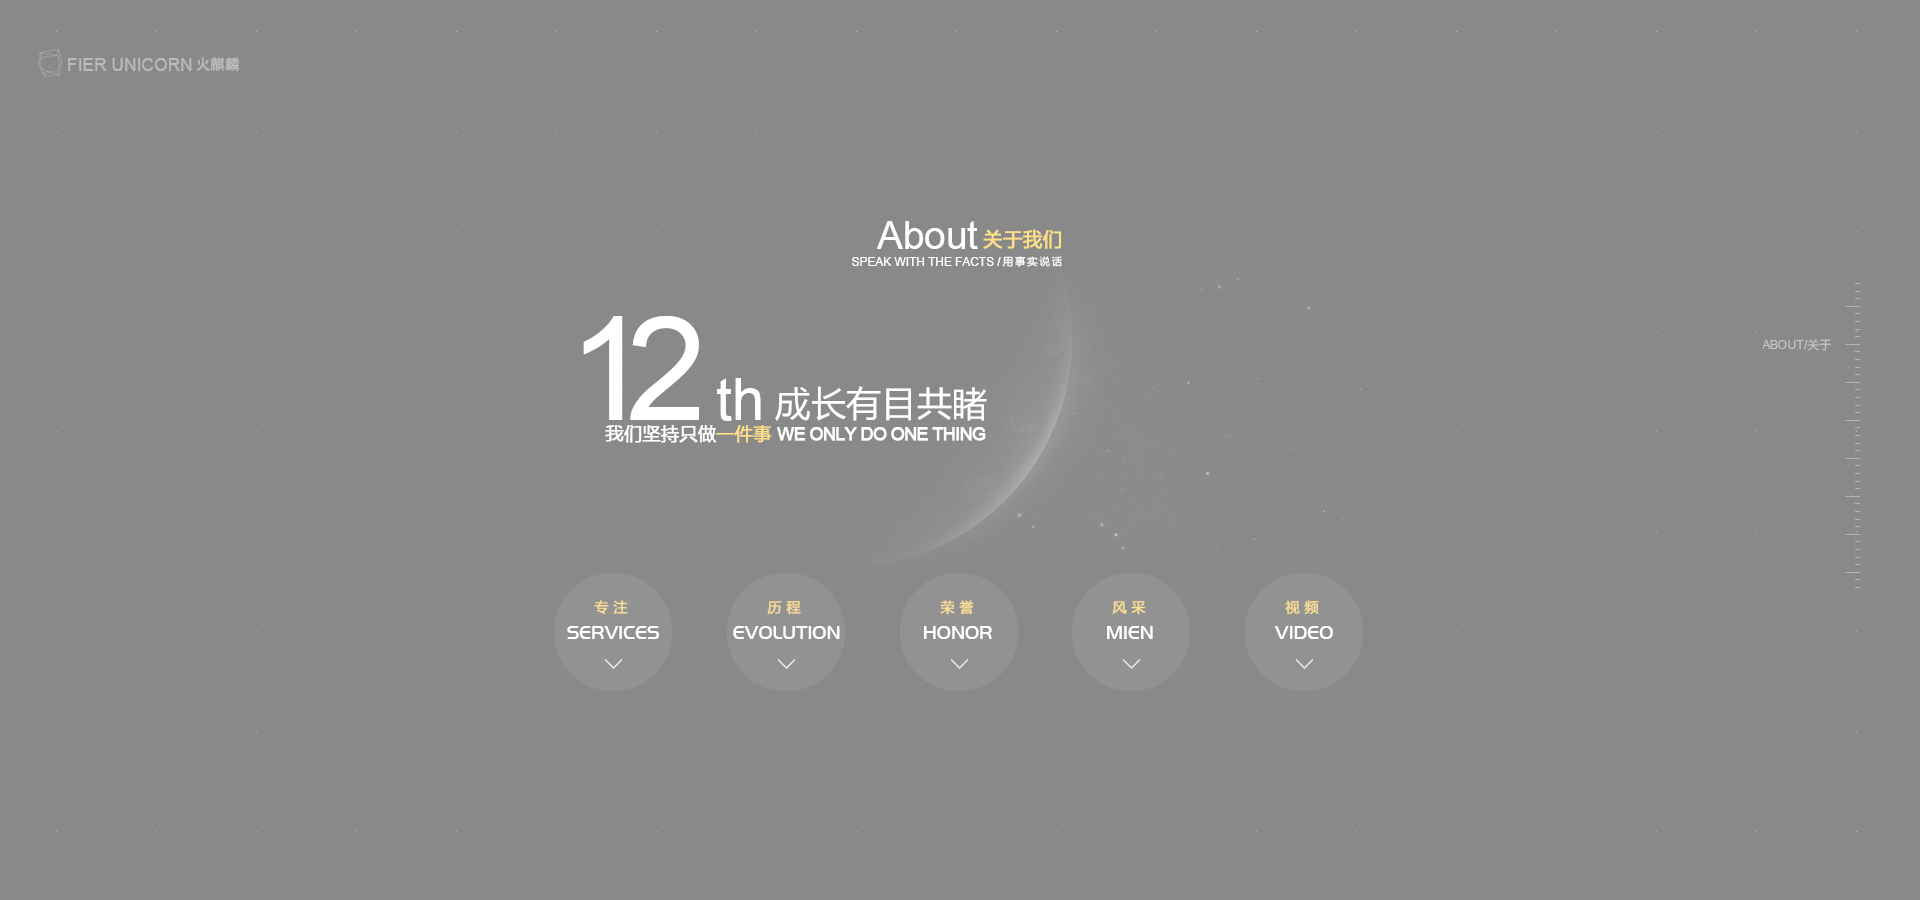 FIER UNICORN 火麒麟
About 关于我们
SPEAK WITH THE FACTS / 用事实说话
12 th 成长有目共睹
我们坚持只做一件事 WE ONLY DO ONE THING
ABOUT/关于
专注
SERVICES
历程
EVOLUTION
荣誉
HONOR
风采
MIEN
视频
VIDEO